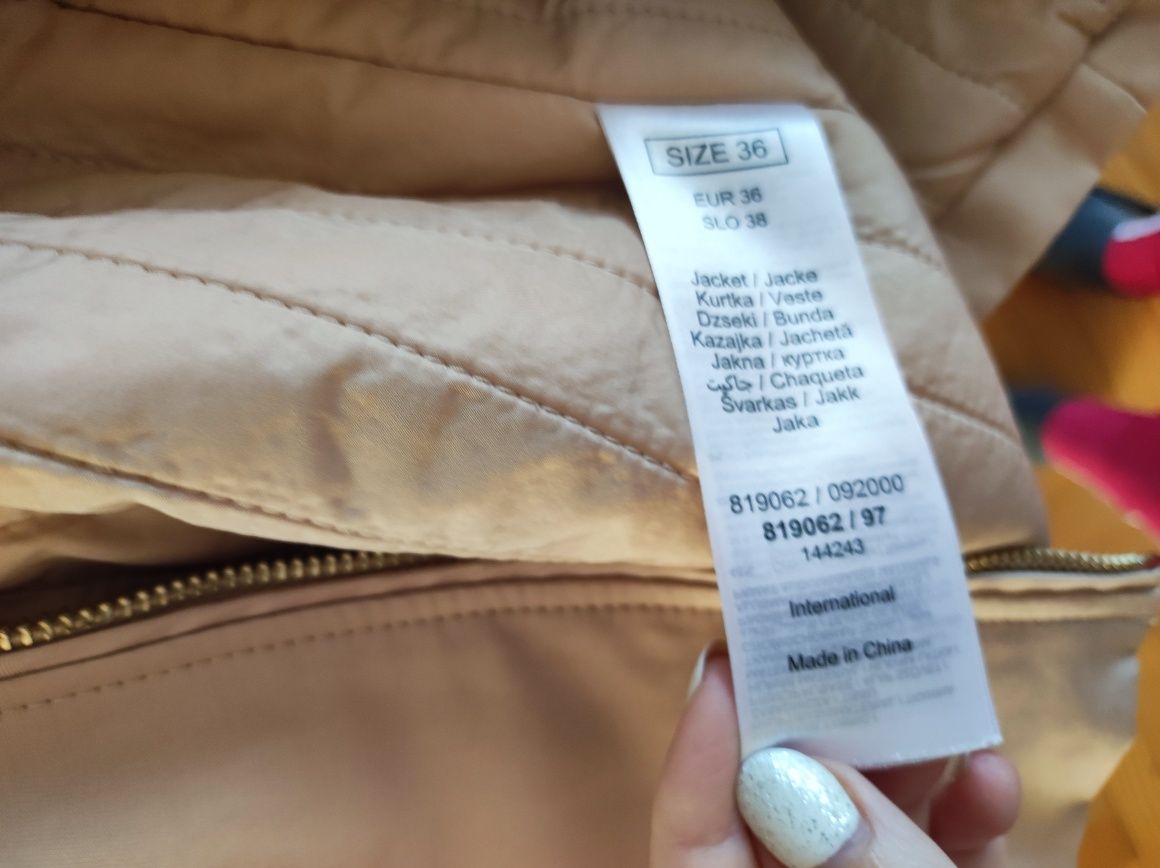 SIZE 36
EUR 36
SLO 38
Jacket / Jacke
Kurtka / Veste
Dzseki / Bunda
Kazajka / Jachetă
Jakna / куртка
جاكيت / Chaqueta
Švarkas / Jakk
Jaka
819062 / 092000
819062 / 97
144243
International
Made in China